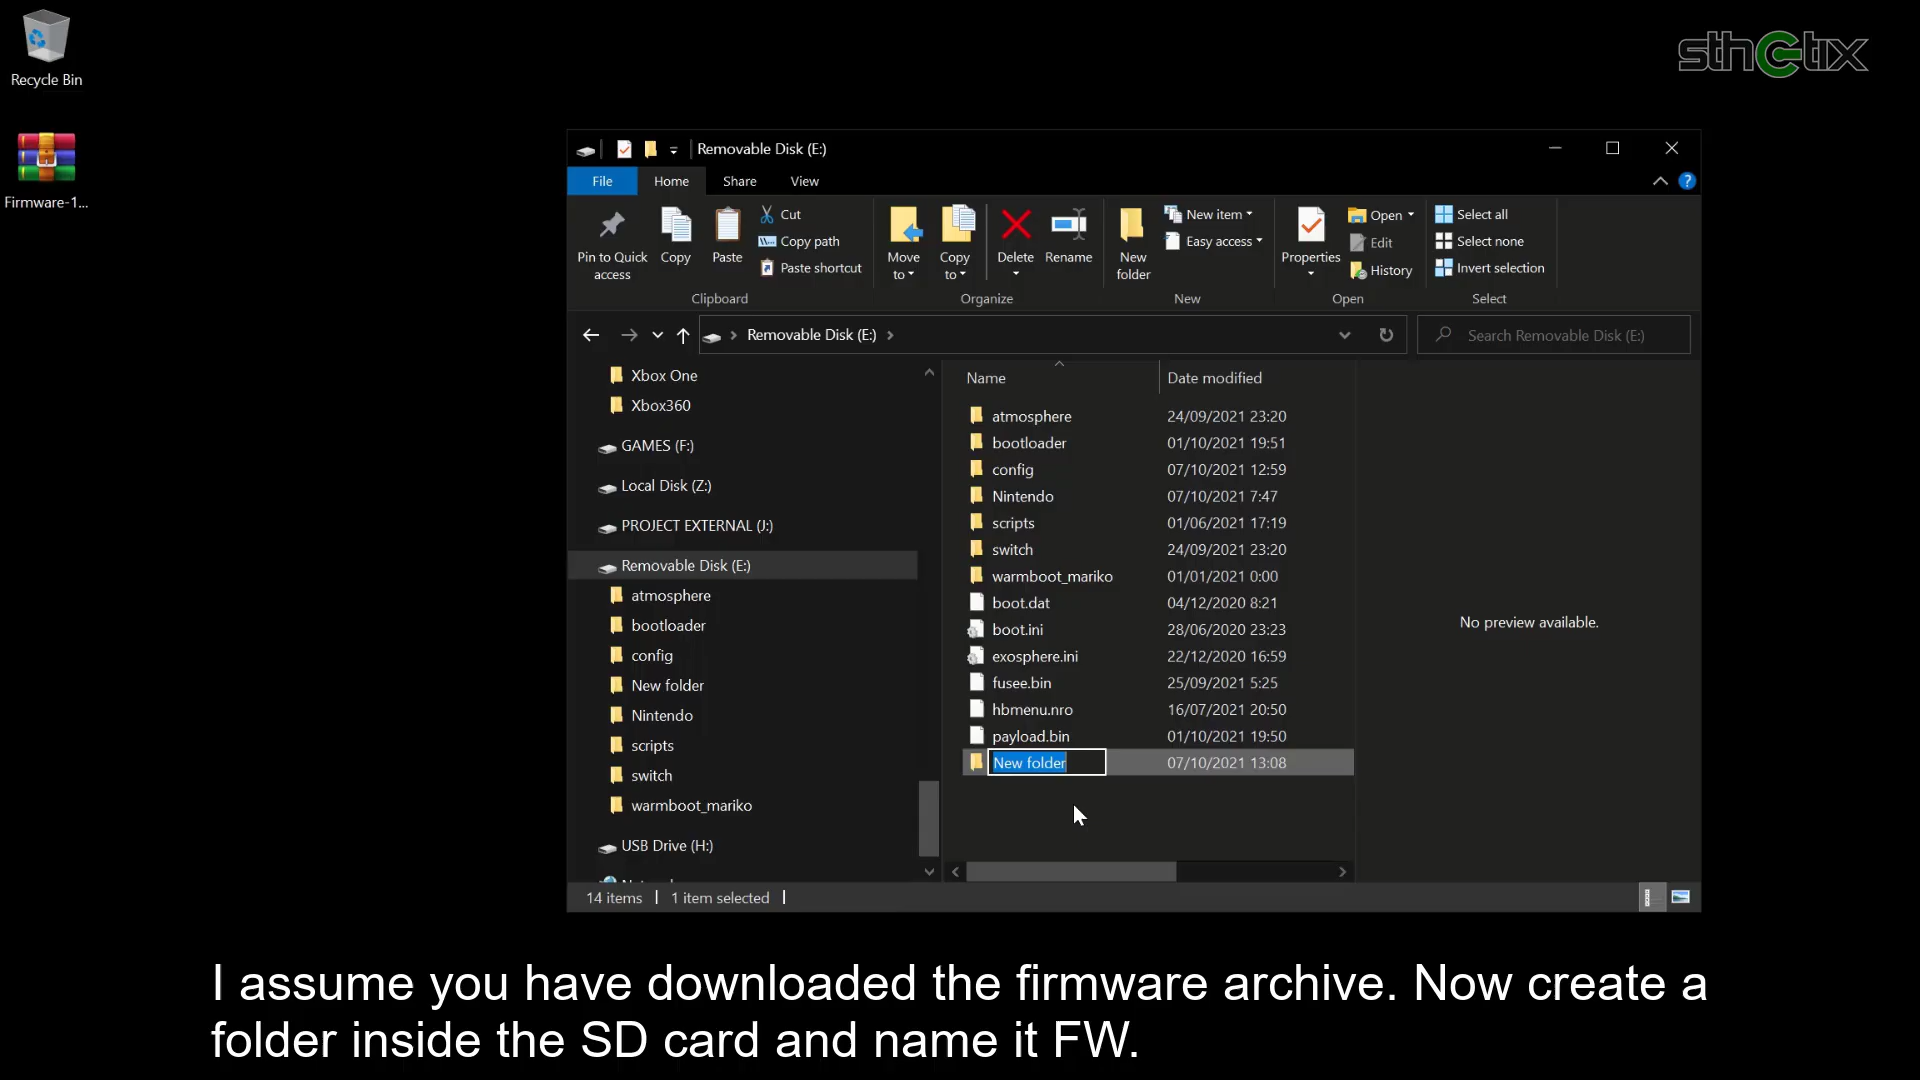 Recycle Bin
sthetix
Firmware-1...
Removable Disk (E:)
File
Home
Share
View
Pin to Quick access
Copy
Paste
Cut
Copy path
Paste shortcut
Clipboard
Move to
Copy to
Delete
Rename
Organize
New folder
New item
Easy access
New
Properties
Open
Edit
History
Open
Select all
Select none
Invert selection
Select
Removable Disk (E:)
Search Removable Disk (E:)
Xbox One
Xbox360
GAMES (F:)
Local Disk (Z:)
PROJECT EXTERNAL (J:)
Removable Disk (E:)
atmosphere
bootloader
config
New folder
Nintendo
scripts
switch
warmboot_mariko
USB Drive (H:)
Name Date modified
atmosphere 24/09/2021 23:20
bootloader 01/10/2021 19:51
config 07/10/2021 12:59
Nintendo 07/10/2021 7:47
scripts 01/06/2021 17:19
switch 24/09/2021 23:20
warmboot_mariko 01/01/2021 0:00
boot.dat 04/12/2020 8:21
boot.ini 28/06/2020 23:23
exosphere.ini 22/12/2020 16:59
fusee.bin 25/09/2021 5:25
hbmenu.nro 16/07/2021 20:50
payload.bin 01/10/2021 19:50
New folder 07/10/2021 13:08
No preview available.
14 items 1 item selected
I assume you have downloaded the firmware archive. Now create a
folder inside the SD card and name it FW.